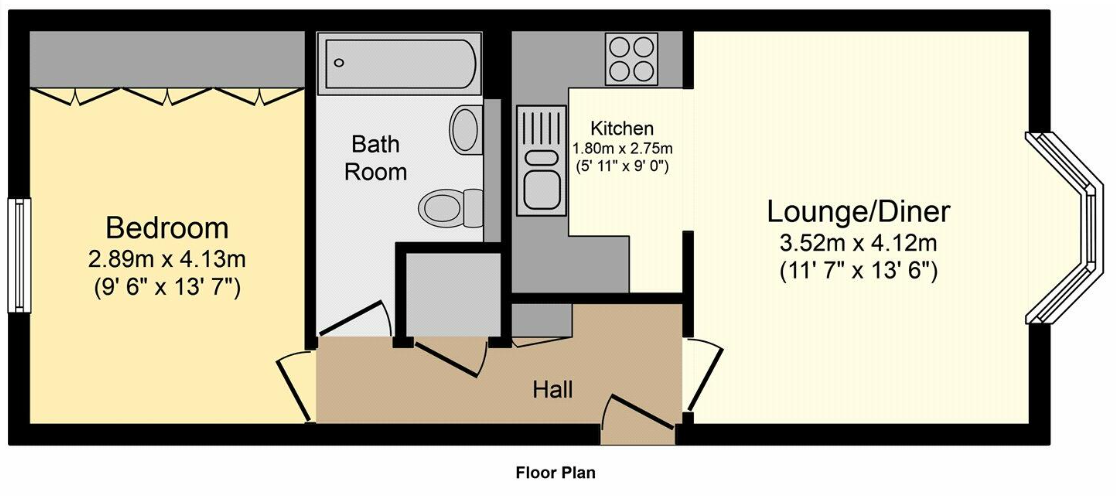 Bedroom
2.89m x 4.13m
(9' 6" x 13' 7")
Bath
Room
Kitchen
1.80m x 2.75m
(5' 11" x 9' 0")
Lounge/Diner
3.52m x 4.12m
(11' 7" x 13' 6")
Hall
Floor Plan